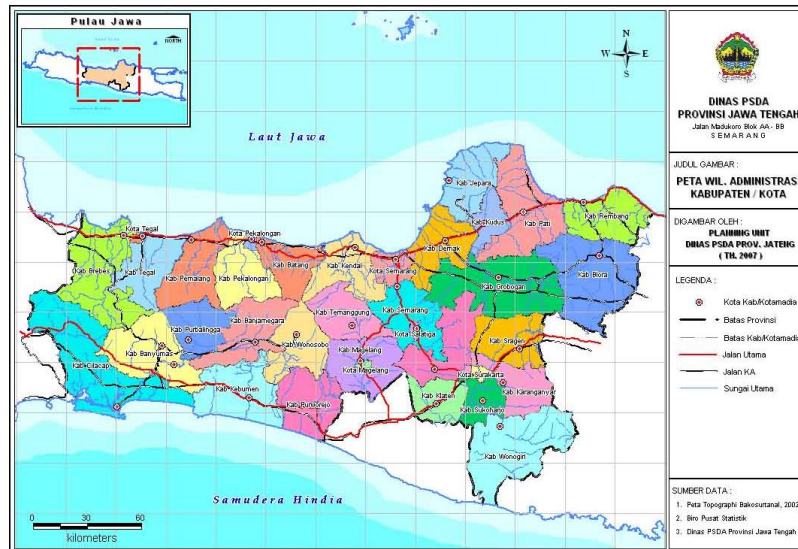 Pulau Jawa
NORTH
N
W E
S
Laut Jawa
Kab Jepara
Kab Kudus
Kab Pati
Kab Rembang
Kota Tegal
Kota Pekalongan
Kab Demak
Kab Brebes
Kab Tegal
Kab Pemalang
Kab Pekalongan
Kab Batang
Kab Kendal
Kota Semarang
Kab Grobogan
Kab Blora
Kab Semarang
Kab Purbalingga
Kab Banjarnegara
Kab Temanggung
Kab Wonosobo
Kota Salatiga
Kab Sragen
Kab Banyumas
Kab Cilacap
Kab Magelang
Kota Magelang
Kota Surakarta
Kab Kebumen
Kab Purworejo
Kab Klaten
Kab Karanganyar
Kab Sukoharjo
Kab Wonogiri
Samudera Hindia
0 30 60
kilometers
DINAS PSDA
PROVINSI JAWA TENGAH
Jalan Madukoro Blok AA - BB
SEMARANG
JUDUL GAMBAR :
PETA WIL. ADMINISTRAS
KABUPATEN / KOTA
DIGAMBAR OLEH :
PLANNING UNIT
DINAS PSDA PROV. JATENG
( TH. 2007 )
LEGENDA :
Kota Kab/Kotamadia
Batas Provinsi
Batas Kab/Kotamadia
Jalan Utama
Jalan KA
Sungai Utama
SUMBER DATA :
1. Peta Topographi Bakosurtanal, 2002
2. Biro Pusat Statistik
3. Dinas PSDA Provinsi Jawa Tengah